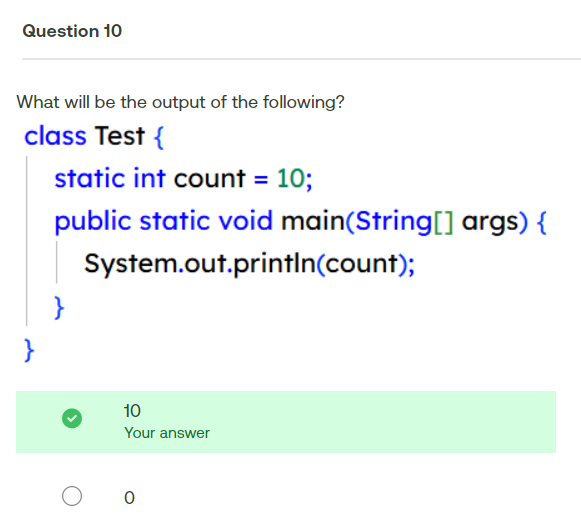 Question 10
What will be the output of the following?
class Test {
static int count = 10;
public static void main(String[] args) {
System.out.println(count);
}
}
10
Your answer
0